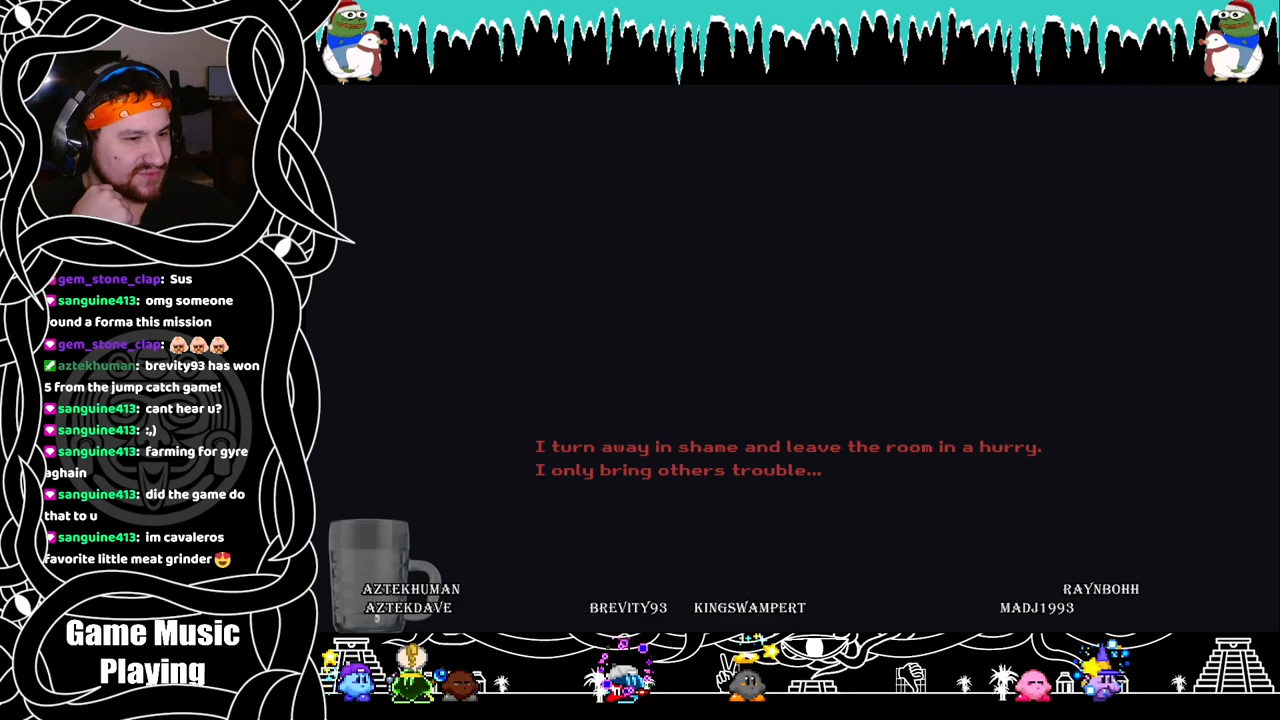 gem_stone_clap: Sus
sanguine413: omg someone
ound a forma this mission
gem_stone_clap:
aztekhuman: brevity93 has won
5 from the jump catch game!
sanguine413: cant hear u?
sanguine413: :,)
sanguine413: farming for gyre
aghain
sanguine413: did the game do
that to u
sanguine413: im cavaleros
favorite little meat grinder
Game Music
Playing
I turn away in shame and leave the room in a hurry.
I only bring others trouble...
AZTEKHUMAN
AZTEKDAVE
BREVITY93
KINGSWAMPERT
RAYNBOHH
MADJ1993